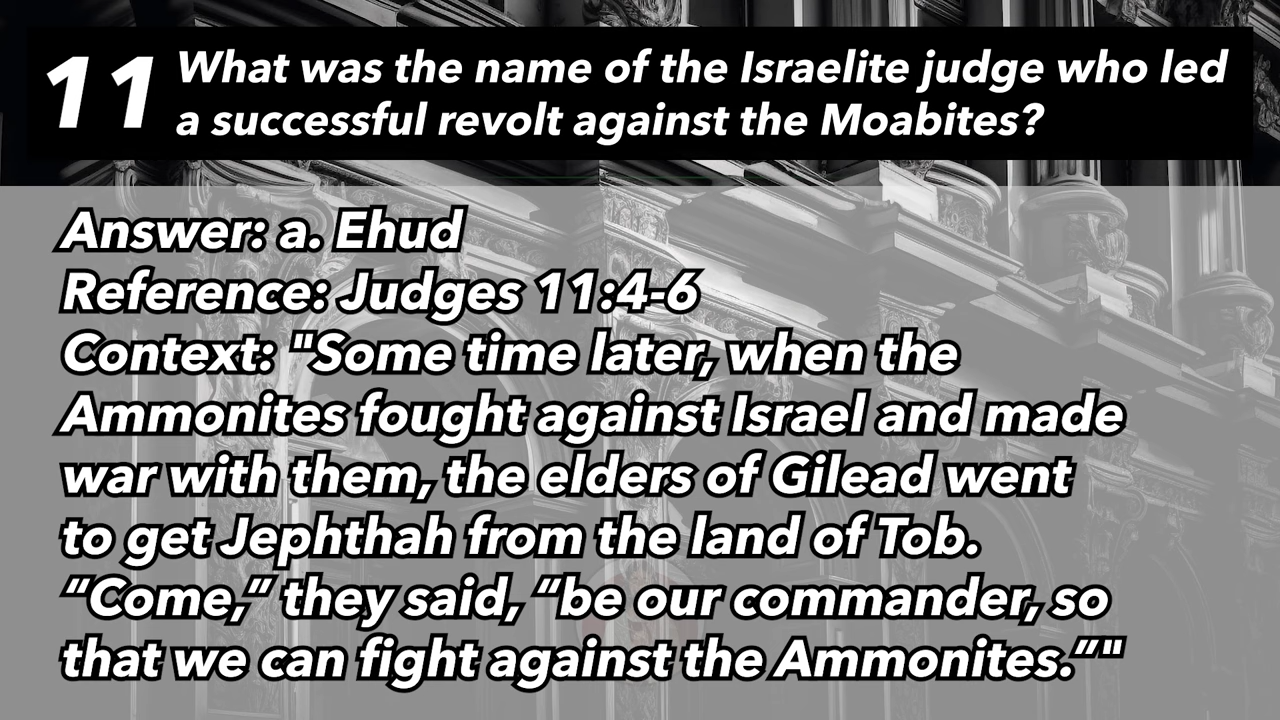 11 What was the name of the Israelite judge who led
a successful revolt against the Moabites?
Answer: a. Ehud
Reference: Judges 11:4-6
Context: "Some time later, when the
Ammonites fought against Israel and made
war with them, the elders of Gilead went
to get Jephthah from the land of Tob.
“Come,” they said, “be our commander, so
that we can fight against the Ammonites.”"